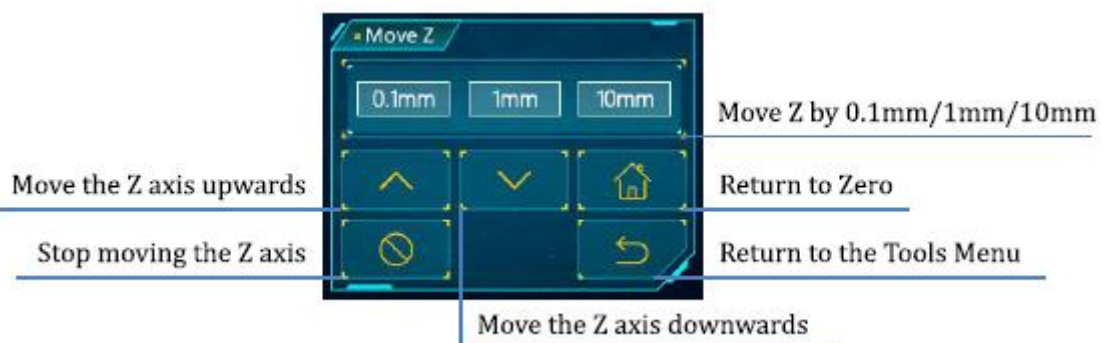 Move Z
0.1mm 1mm 10mm
Move Z by 0.1mm/1mm/10mm
Move the Z axis upwards
Return to Zero
Stop moving the Z axis
Return to the Tools Menu
Move the Z axis downwards